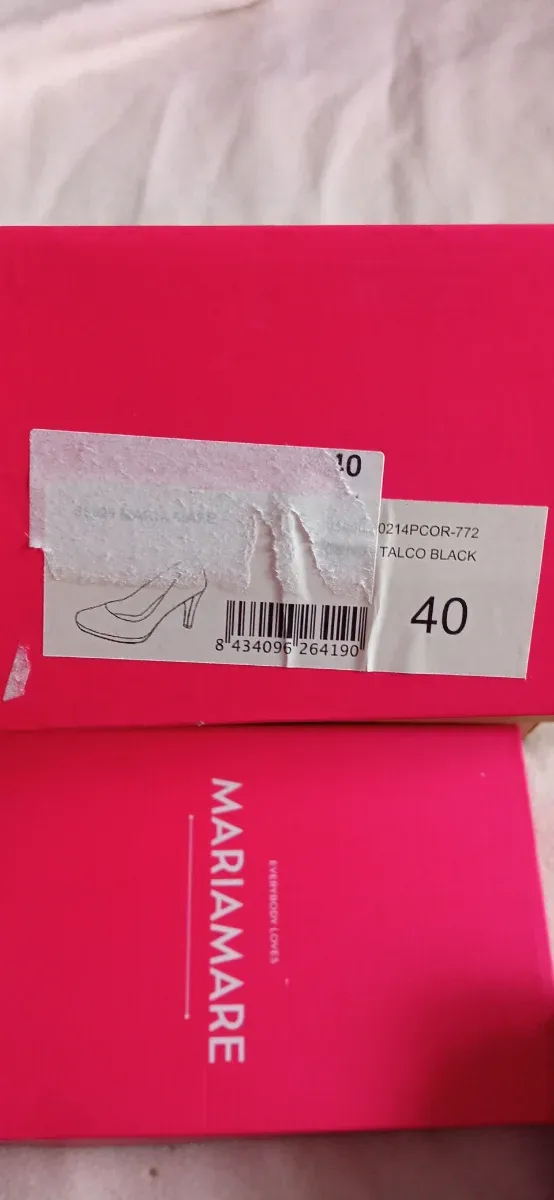 40
0214PCOR-772
TALCO BLACK
40
8 434096 264190
EVERYBODY LOVES
MARIAMARE